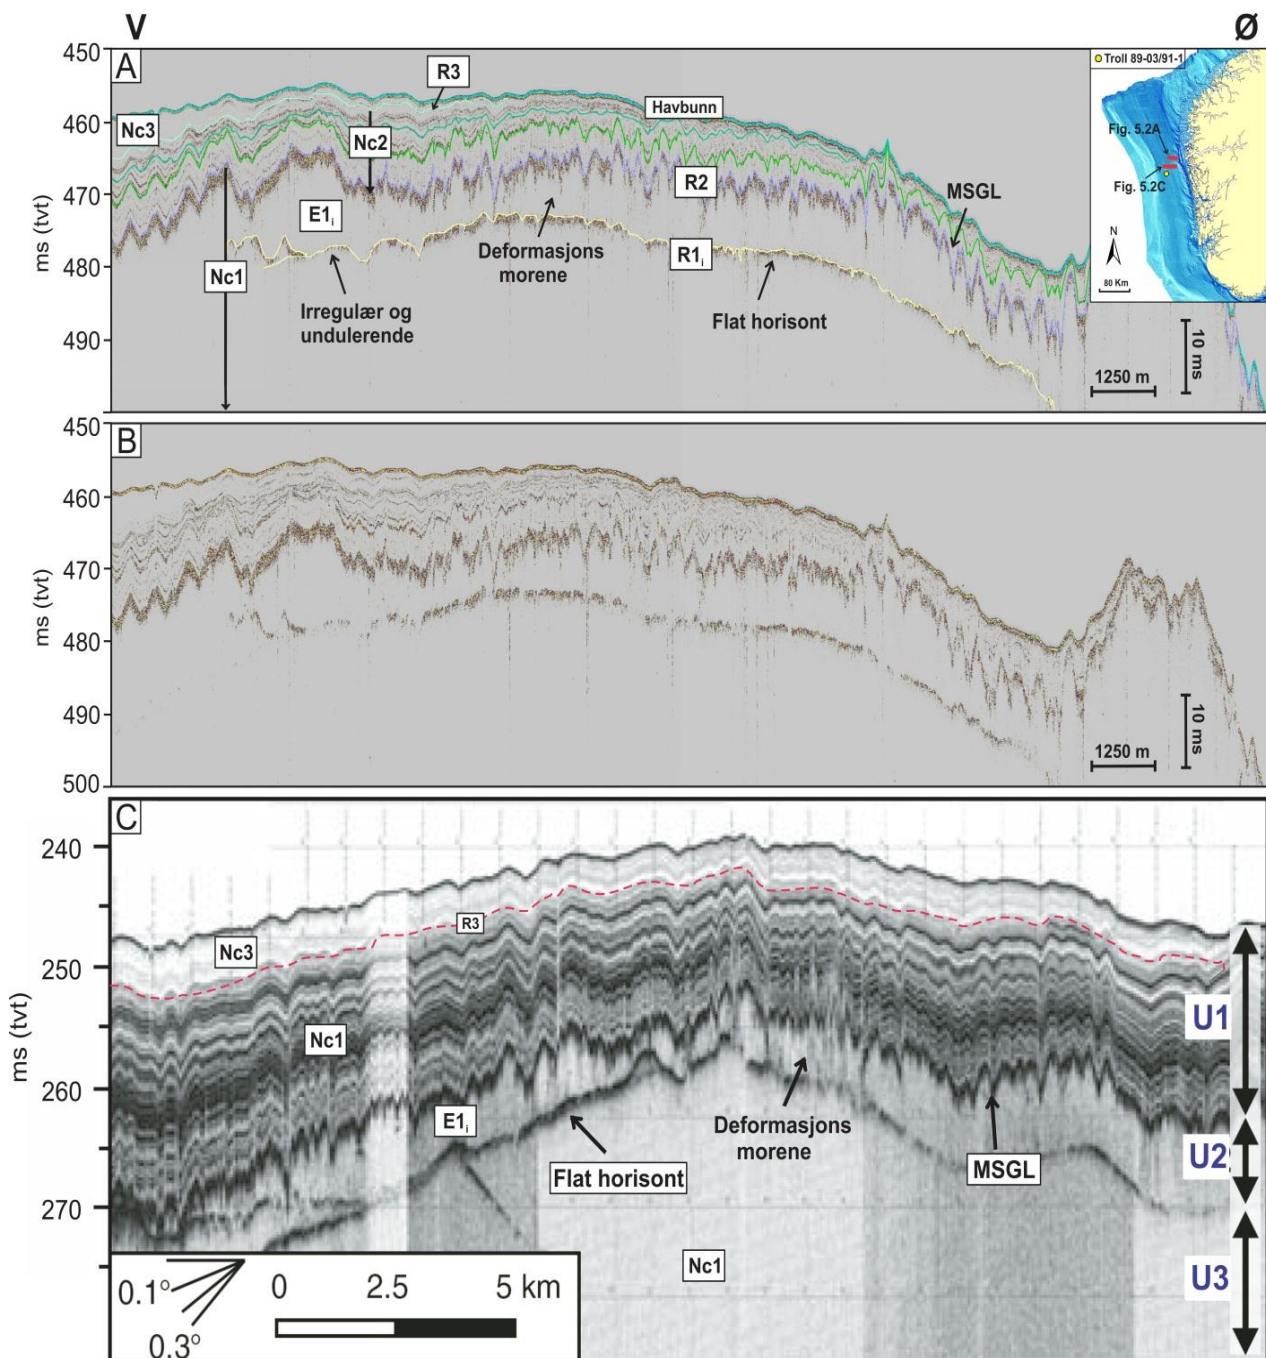 V
Ø
450
A
R3
Troll 89-03/91-1
Havbunn
460
Nc3
Nc2
Fig. 5.2A
R2
Fig. 5.2C
470
MSGL
E1i
ms (tvt)
Deformasjons
morene
R1i
N
480
Nc1
80 Km
Irregulær og
undulerende
Flat horisont
490
10 ms
1250 m
450
B
460
470
ms (tvt)
480
490
10 ms
1250 m
500
C
240
R3
Nc3
250
U1
ms (tvt)
Nc1
260
E1i
Deformasjons
morene
U2
Flat horisont
MSGL
270
Nc1
U3
0.1°
0.3°
0
2.5
5 km